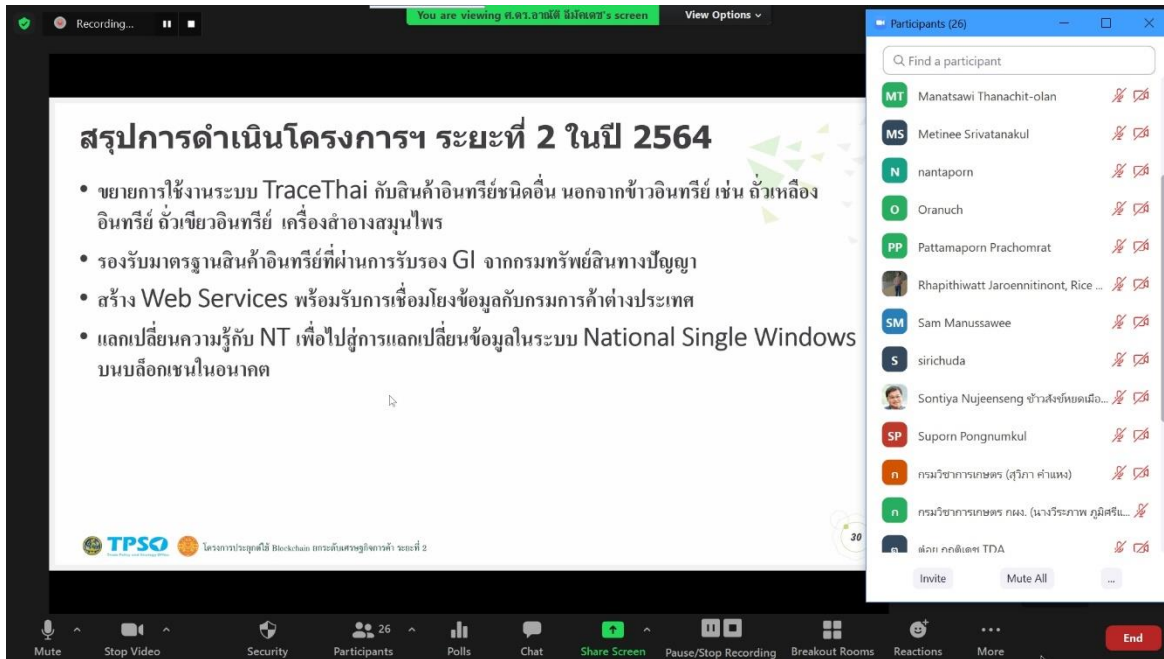 Recording...
You are viewing ศ.ดร.อาณัติ ลีมัคเดช's screen
View Options
Participants (26)
Find a participant
สรุปการดำเนินโครงการฯ ระยะที่ 2 ในปี 2564
• ขยายการใช้งานระบบ TraceThai กับสินค้าอินทรีย์ชนิดอื่น นอกจากข้าวอินทรีย์ เช่น ถั่วเหลือง
อินทรีย์ ถั่วเขียวอินทรีย์ เครื่องสำอางสมุนไพร
• รองรับมาตรฐานสินค้าอินทรีย์ที่ผ่านการรับรอง GI จากกรมทรัพย์สินทางปัญญา
• สร้าง Web Services พร้อมรับการเชื่อมโยงข้อมูลกับกรมการค้าต่างประเทศ
• แลกเปลี่ยนความรู้กับ NT เพื่อไปสู่การแลกเปลี่ยนข้อมูลในระบบ National Single Windows
บนบล็อกเชนในอนาคต
TPSO
Trade Policy and Strategy Office
โครงการประยุกต์ใช้ Blockchain ยกระดับเศรษฐกิจการค้า ระยะที่ 2
30
MT Manatsawi Thanachit-olan
MS Metinee Srivatanakul
N nantaporn
O Oranuch
PP Pattamaporn Prachomrat
Rhapithiwatt Jaroennitinont, Rice ...
SM Sam Manussawee
S sirichuda
Sontiya Nujeenseng ข้าวสังข์หยดเมือ...
SP Suporn Pongnumkul
ก กรมวิชาการเกษตร (สุวิภา คำแหง)
ก กรมวิชาการเกษตร กผง. (นางวีระภาพ ภูมิศรีแ...
TDA
Invite
Mute All
...
Mute
Stop Video
Security
26
Participants
Polls
Chat
Share Screen
Pause/Stop Recording
Breakout Rooms
Reactions
More
End